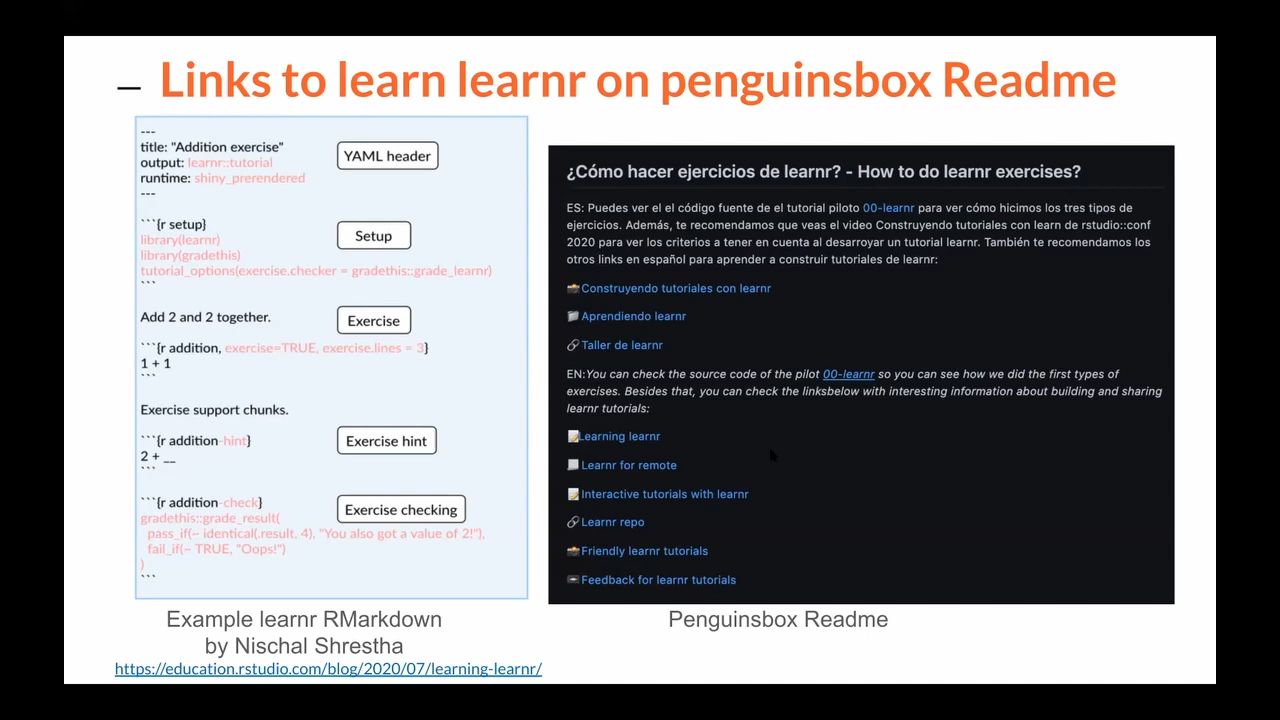 – Links to learn learnr on penguinsbox Readme
---
title: "Addition exercise"
output: learnr::tutorial
runtime: shiny_prerendered
---
YAML header
```{r setup}
library(learnr)
library(gradethis)
tutorial_options(exercise.checker = gradethis::grade_learnr)
```
Setup
Add 2 and 2 together.
Exercise
```{r addition, exercise=TRUE, exercise.lines = 3}
1 + 1
```
Exercise support chunks.
```{r addition-hint}
2 + __
```
Exercise hint
```{r addition-check}
gradethis::grade_result(
pass_if(~ identical(.result, 4), "You also got a value of 2!"),
fail_if(~ TRUE, "Oops!")
)
```
Exercise checking
Example learnr RMarkdown
by Nischal Shrestha
https://education.rstudio.com/blog/2020/07/learning-learnr/
¿Cómo hacer ejercicios de learnr? - How to do learnr exercises?
ES: Puedes ver el el código fuente de el tutorial piloto 00-learnr para ver cómo hicimos los tres tipos de
ejercicios. Además, te recomendamos que veas el video Construyendo tutoriales con learn de rstudio::conf
2020 para ver los criterios a tener en cuenta al desarroyar un tutorial learnr. También te recomendamos los
otros links en español para aprender a construir tutoriales de learnr:
Construyendo tutoriales con learnr
Aprendiendo learnr
Taller de learnr
EN:You can check the source code of the pilot 00-learnr so you can see how we did the first types of
exercises. Besides that, you can check the linksbelow with interesting information about building and sharing
learnr tutorials:
Learning learnr
Learnr for remote
Interactive tutorials with learnr
Learnr repo
Friendly learnr tutorials
Feedback for learnr tutorials
Penguinsbox Readme